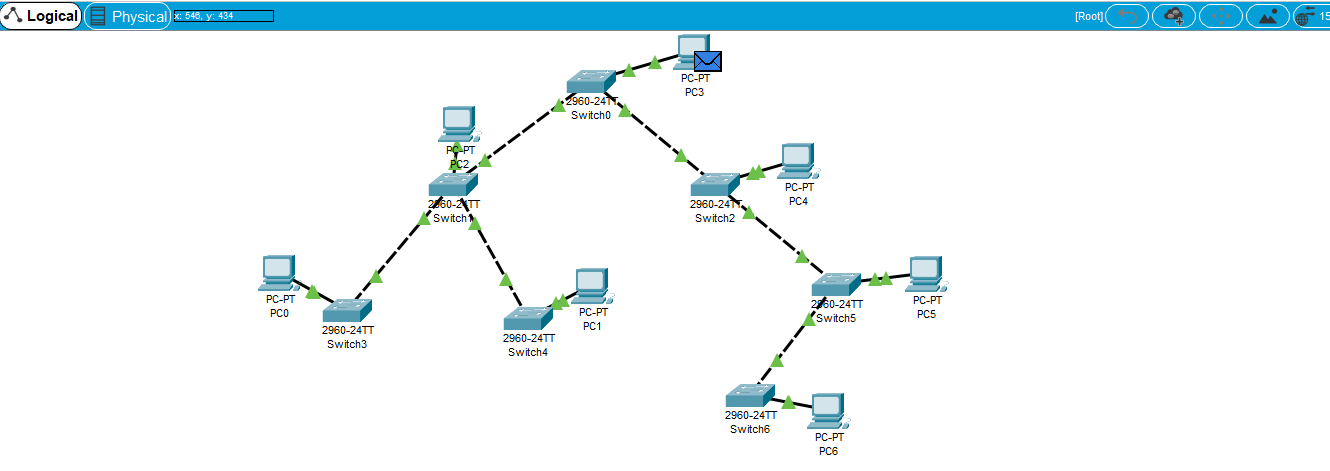 Logical
Physical
x: 548, y: 434
[Root]
15
PC-PT
PC3
2960-24TT
Switch0
PC-PT
PC2
2960-24TT
Switch1
2960-24TT
Switch2
PC-PT
PC4
PC-PT
PC0
2960-24TT
Switch3
2960-24TT
Switch4
PC-PT
PC1
2960-24TT
Switch5
PC-PT
PC5
2960-24TT
Switch6
PC-PT
PC6